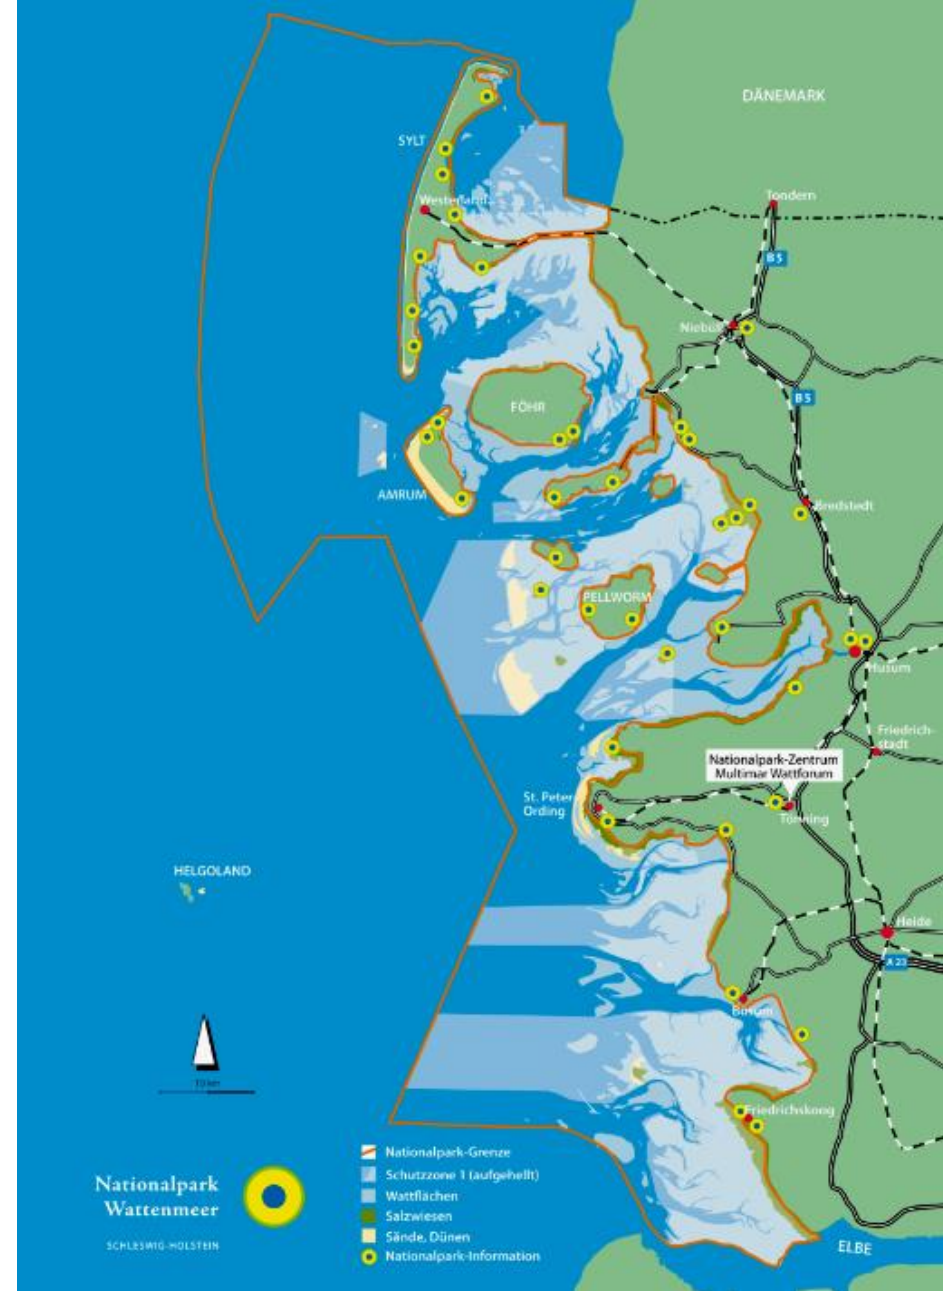 DÄNEMARK
SYLT
Westerland
Tondern
B 5
Niebüll
FÖHR
B 5
AMRUM
Bredstedt
PELLWORM
Husum
Friedrich-
stadt
Nationalpark-Zentrum
Multimar Wattforum
St. Peter
Ording
Tönning
HELGOLAND
Heide
A 23
Büsum
10 km
Friedrichskoog
Nationalpark-Grenze
Schutzzone 1 (aufgehellt)
Wattflächen
Salzwiesen
Sände, Dünen
Nationalpark-Information
Nationalpark
Wattenmeer
SCHLESWIG-HOLSTEIN
ELBE